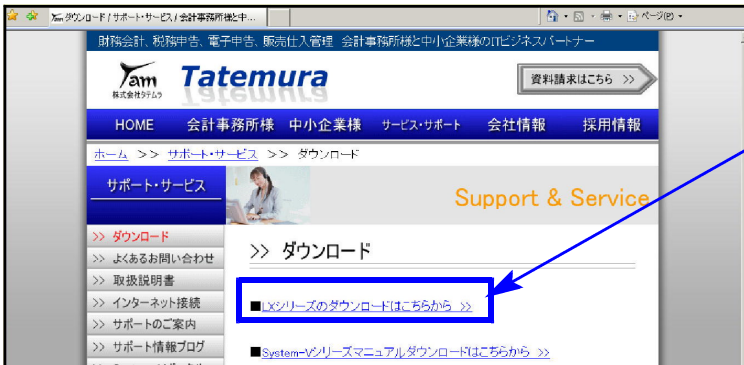 ダウンロード / サポート・サービス / 会計事務所様と中...
ページ(P)
財務会計、税務申告、電子申告、販売仕入管理 会計事務所様と中小企業様のITビジネスパートナー
Yam
株式会社タテムラ
Tatemura
資料請求はこちら >>
HOME 会計事務所様 中小企業様 サービス・サポート 会社情報 採用情報
ホーム >> サポート・サービス >> ダウンロード
サポート・サービス
Support & Service
>> ダウンロード
>> よくあるお問い合わせ
>> 取扱説明書
>> インターネット接続
>> サポートのご案内
>> サポート情報ブログ
>> ダウンロード
■LXシリーズのダウンロードはこちらから >>
■System-Vシリーズマニュアルダウンロードはこちらから >>